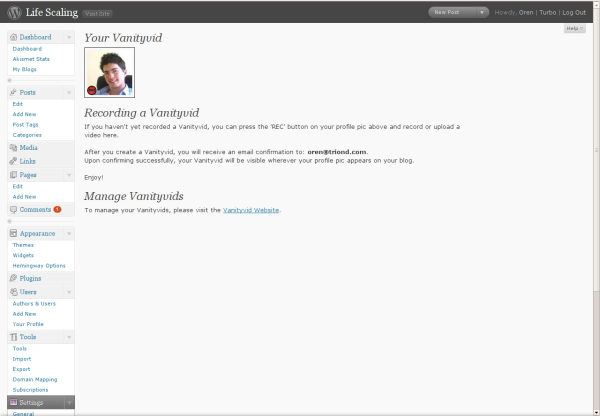 Life Scaling
Visit Site
New Post
Howdy, Oren | Turbo | Log Out
Help
Dashboard
Dashboard
Akismet Stats
My Blogs
Posts
Edit
Add New
Post Tags
Categories
Media
Links
Pages
Edit
Add New
Comments 1
Appearance
Themes
Widgets
Hemingway Options
Plugins
Users
Authors & Users
Add New
Your Profile
Tools
Tools
Import
Export
Domain Mapping
Subscriptions
Settings
General
Your Vanityvid
Recording a Vanityvid
If you haven't yet recorded a Vanityvid, you can press the 'REC' button on your profile pic above and record or upload a
video here.
After you create a Vanityvid, you will receive an email confirmation to: oren@triond.com.
Upon confirming successfully, your Vanityvid will be visible wherever your profile pic appears on your blog.
Enjoy!
Manage Vanityvids
To manage your Vanityvids, please visit the Vanityvid Website.